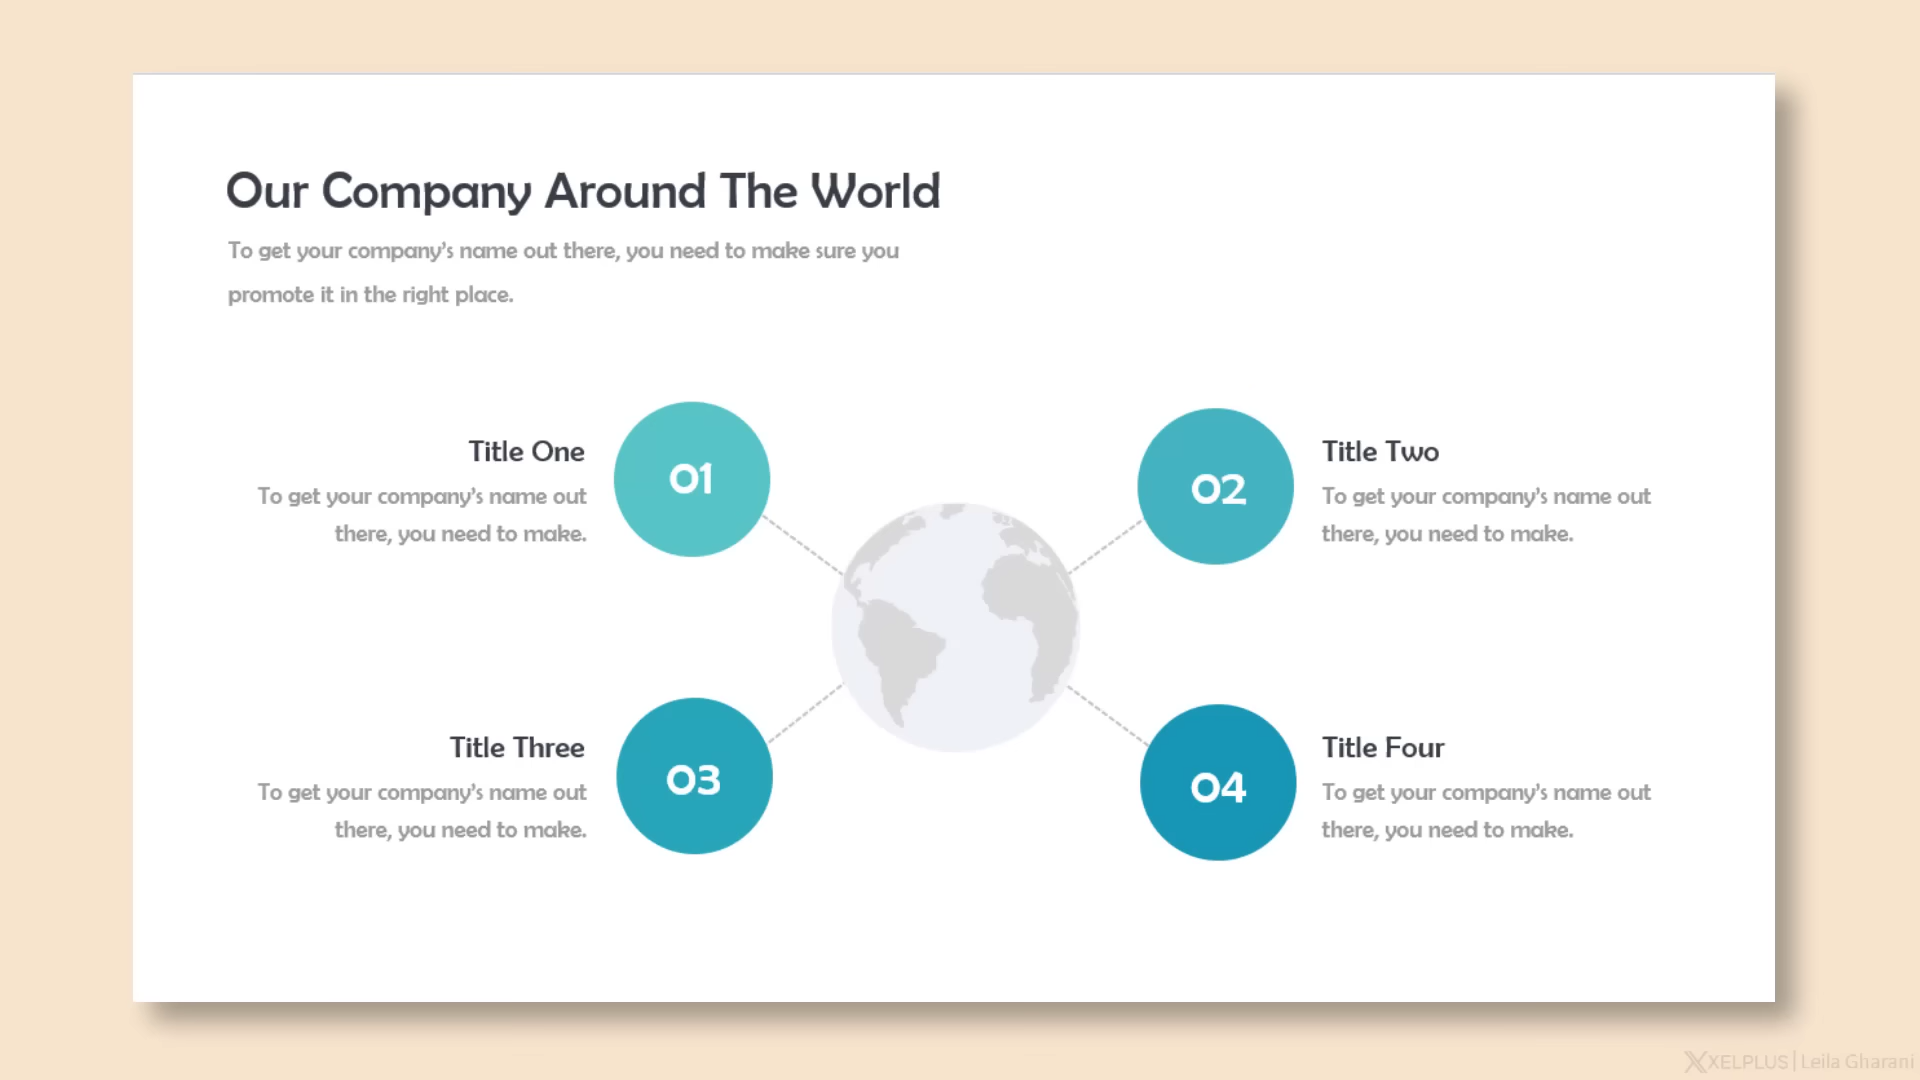 Our Company Around The World
To get your company's name out there, you need to make sure you
promote it in the right place.
Title One
To get your company's name out
there, you need to make.
01
02
Title Two
To get your company's name out
there, you need to make.
Title Three
To get your company's name out
there, you need to make.
03
04
Title Four
To get your company's name out
there, you need to make.
XELPLUS | Leila Gharani